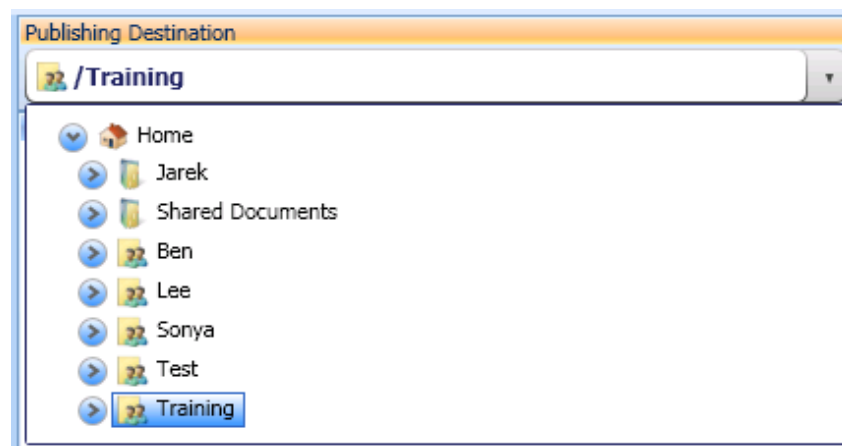 Publishing Destination
/Training
Home
Jarek
Shared Documents
Ben
Lee
Sonya
Test
Training